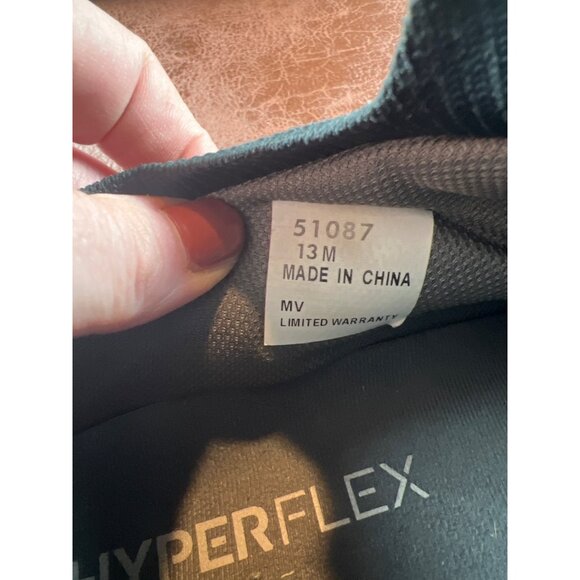 51087
13 M
MADE IN CHINA
MV
LIMITED WARRANTY
HYPERFLEX